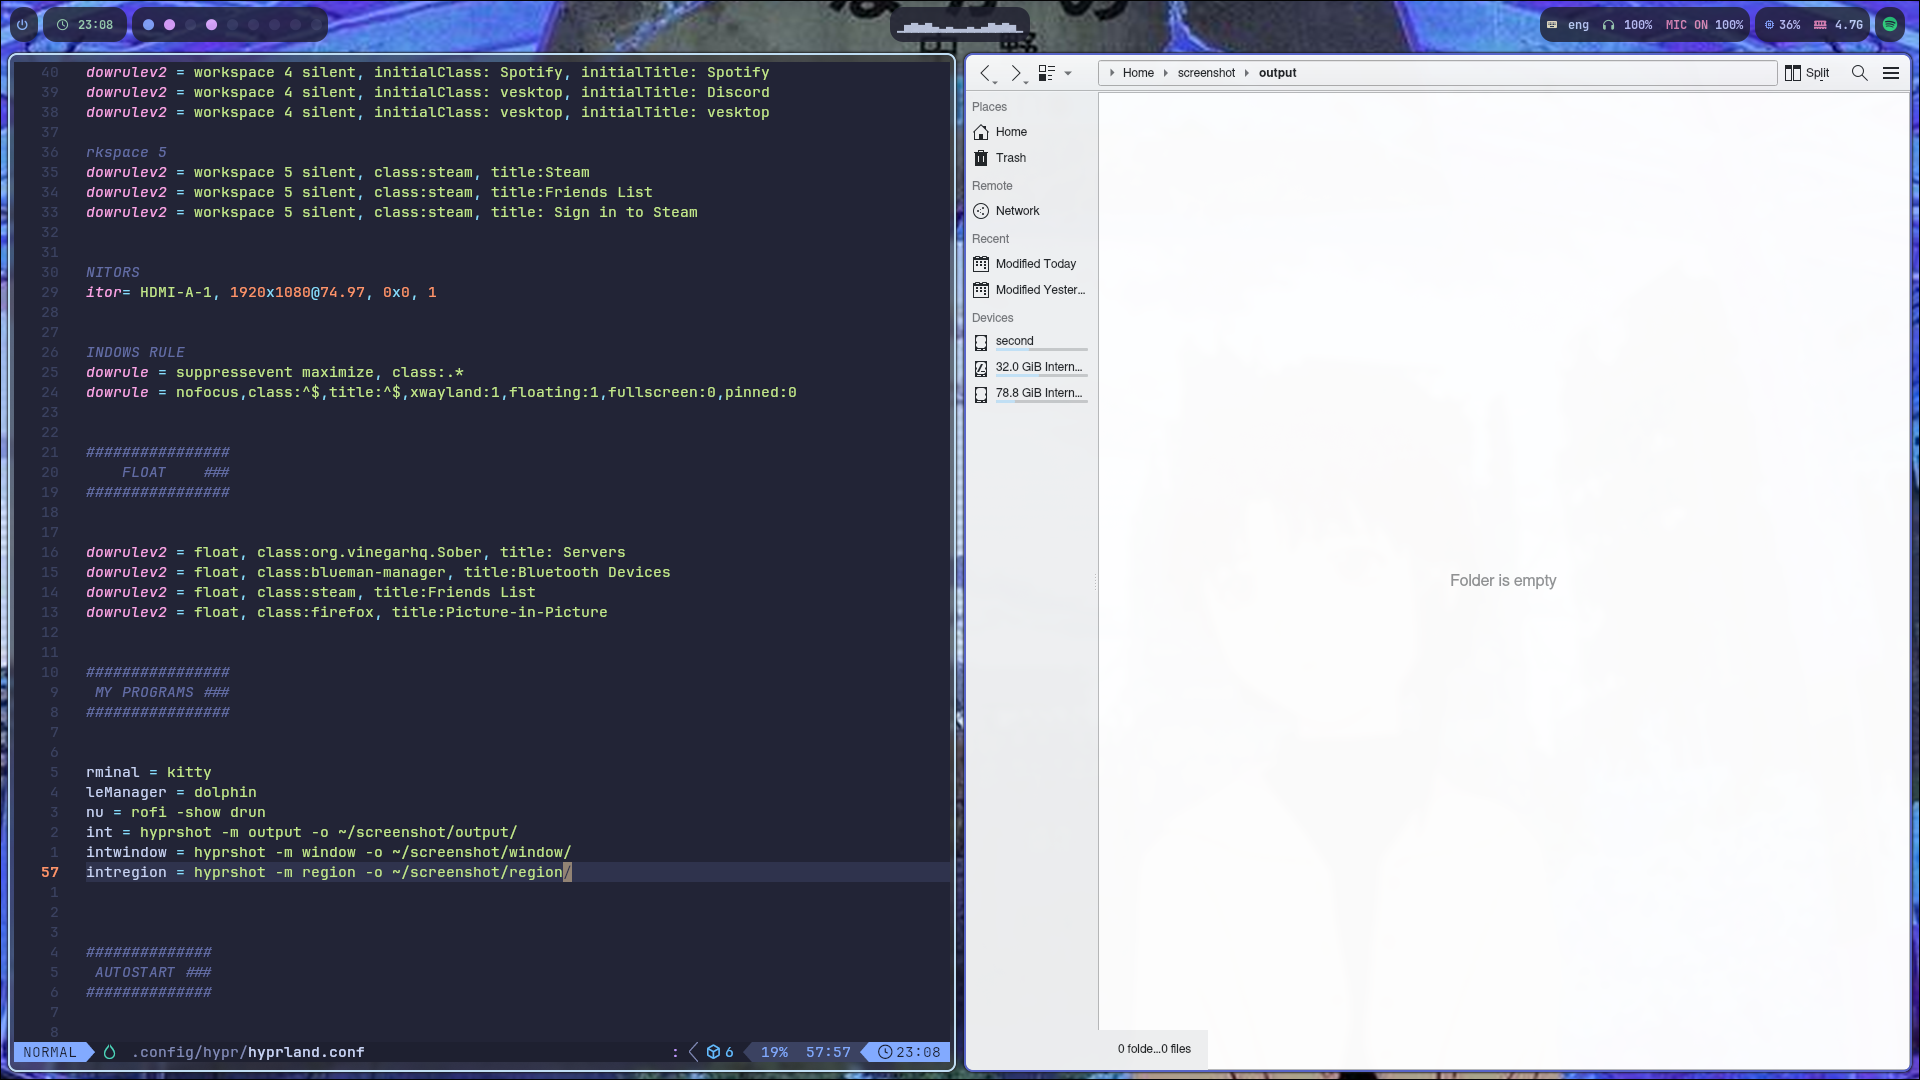 23:08
eng 100% MIC ON 100% 36% 4.7G
40 dowrulev2 = workspace 4 silent, initialClass: Spotify, initialTitle: Spotify
39 dowrulev2 = workspace 4 silent, initialClass: vesktop, initialTitle: Discord
38 dowrulev2 = workspace 4 silent, initialClass: vesktop, initialTitle: vesktop
37
36 rkspace 5
35 dowrulev2 = workspace 5 silent, class:steam, title:Steam
34 dowrulev2 = workspace 5 silent, class:steam, title:Friends List
33 dowrulev2 = workspace 5 silent, class:steam, title: Sign in to Steam
32
31
30 NITORS
29 itor= HDMI-A-1, 1920x1080@74.97, 0x0, 1
28
27
26 INDOWS RULE
25 dowrule = suppressevent maximize, class:.*
24 dowrule = nofocus,class:^$,title:^$,xwayland:1,floating:1,fullscreen:0,pinned:0
23
22
21 ################
20 FLOAT ###
19 ################
18
17
16 dowrulev2 = float, class:org.vinegarhq.Sober, title: Servers
15 dowrulev2 = float, class:blueman-manager, title:Bluetooth Devices
14 dowrulev2 = float, class:steam, title:Friends List
13 dowrulev2 = float, class:firefox, title:Picture-in-Picture
12
11
10 ################
9 MY PROGRAMS ###
8 ################
7
6
5 rminal = kitty
4 leManager = dolphin
3 nu = rofi -show drun
2 int = hyprshot -m output -o ~/screenshot/output/
1 intwindow = hyprshot -m window -o ~/screenshot/window/
57 intregion = hyprshot -m region -o ~/screenshot/region/
1
2
3
4 ##############
5 AUTOSTART ###
6 ##############
7
8
NORMAL .config/hypr/hyprland.conf : 6 19% 57:57 23:08
Home screenshot output Split
Places
Home
Trash
Remote
Network
Recent
Modified Today
Modified Yester...
Devices
second
32.0 GiB Intern...
78.8 GiB Intern...
Folder is empty
0 folde...0 files